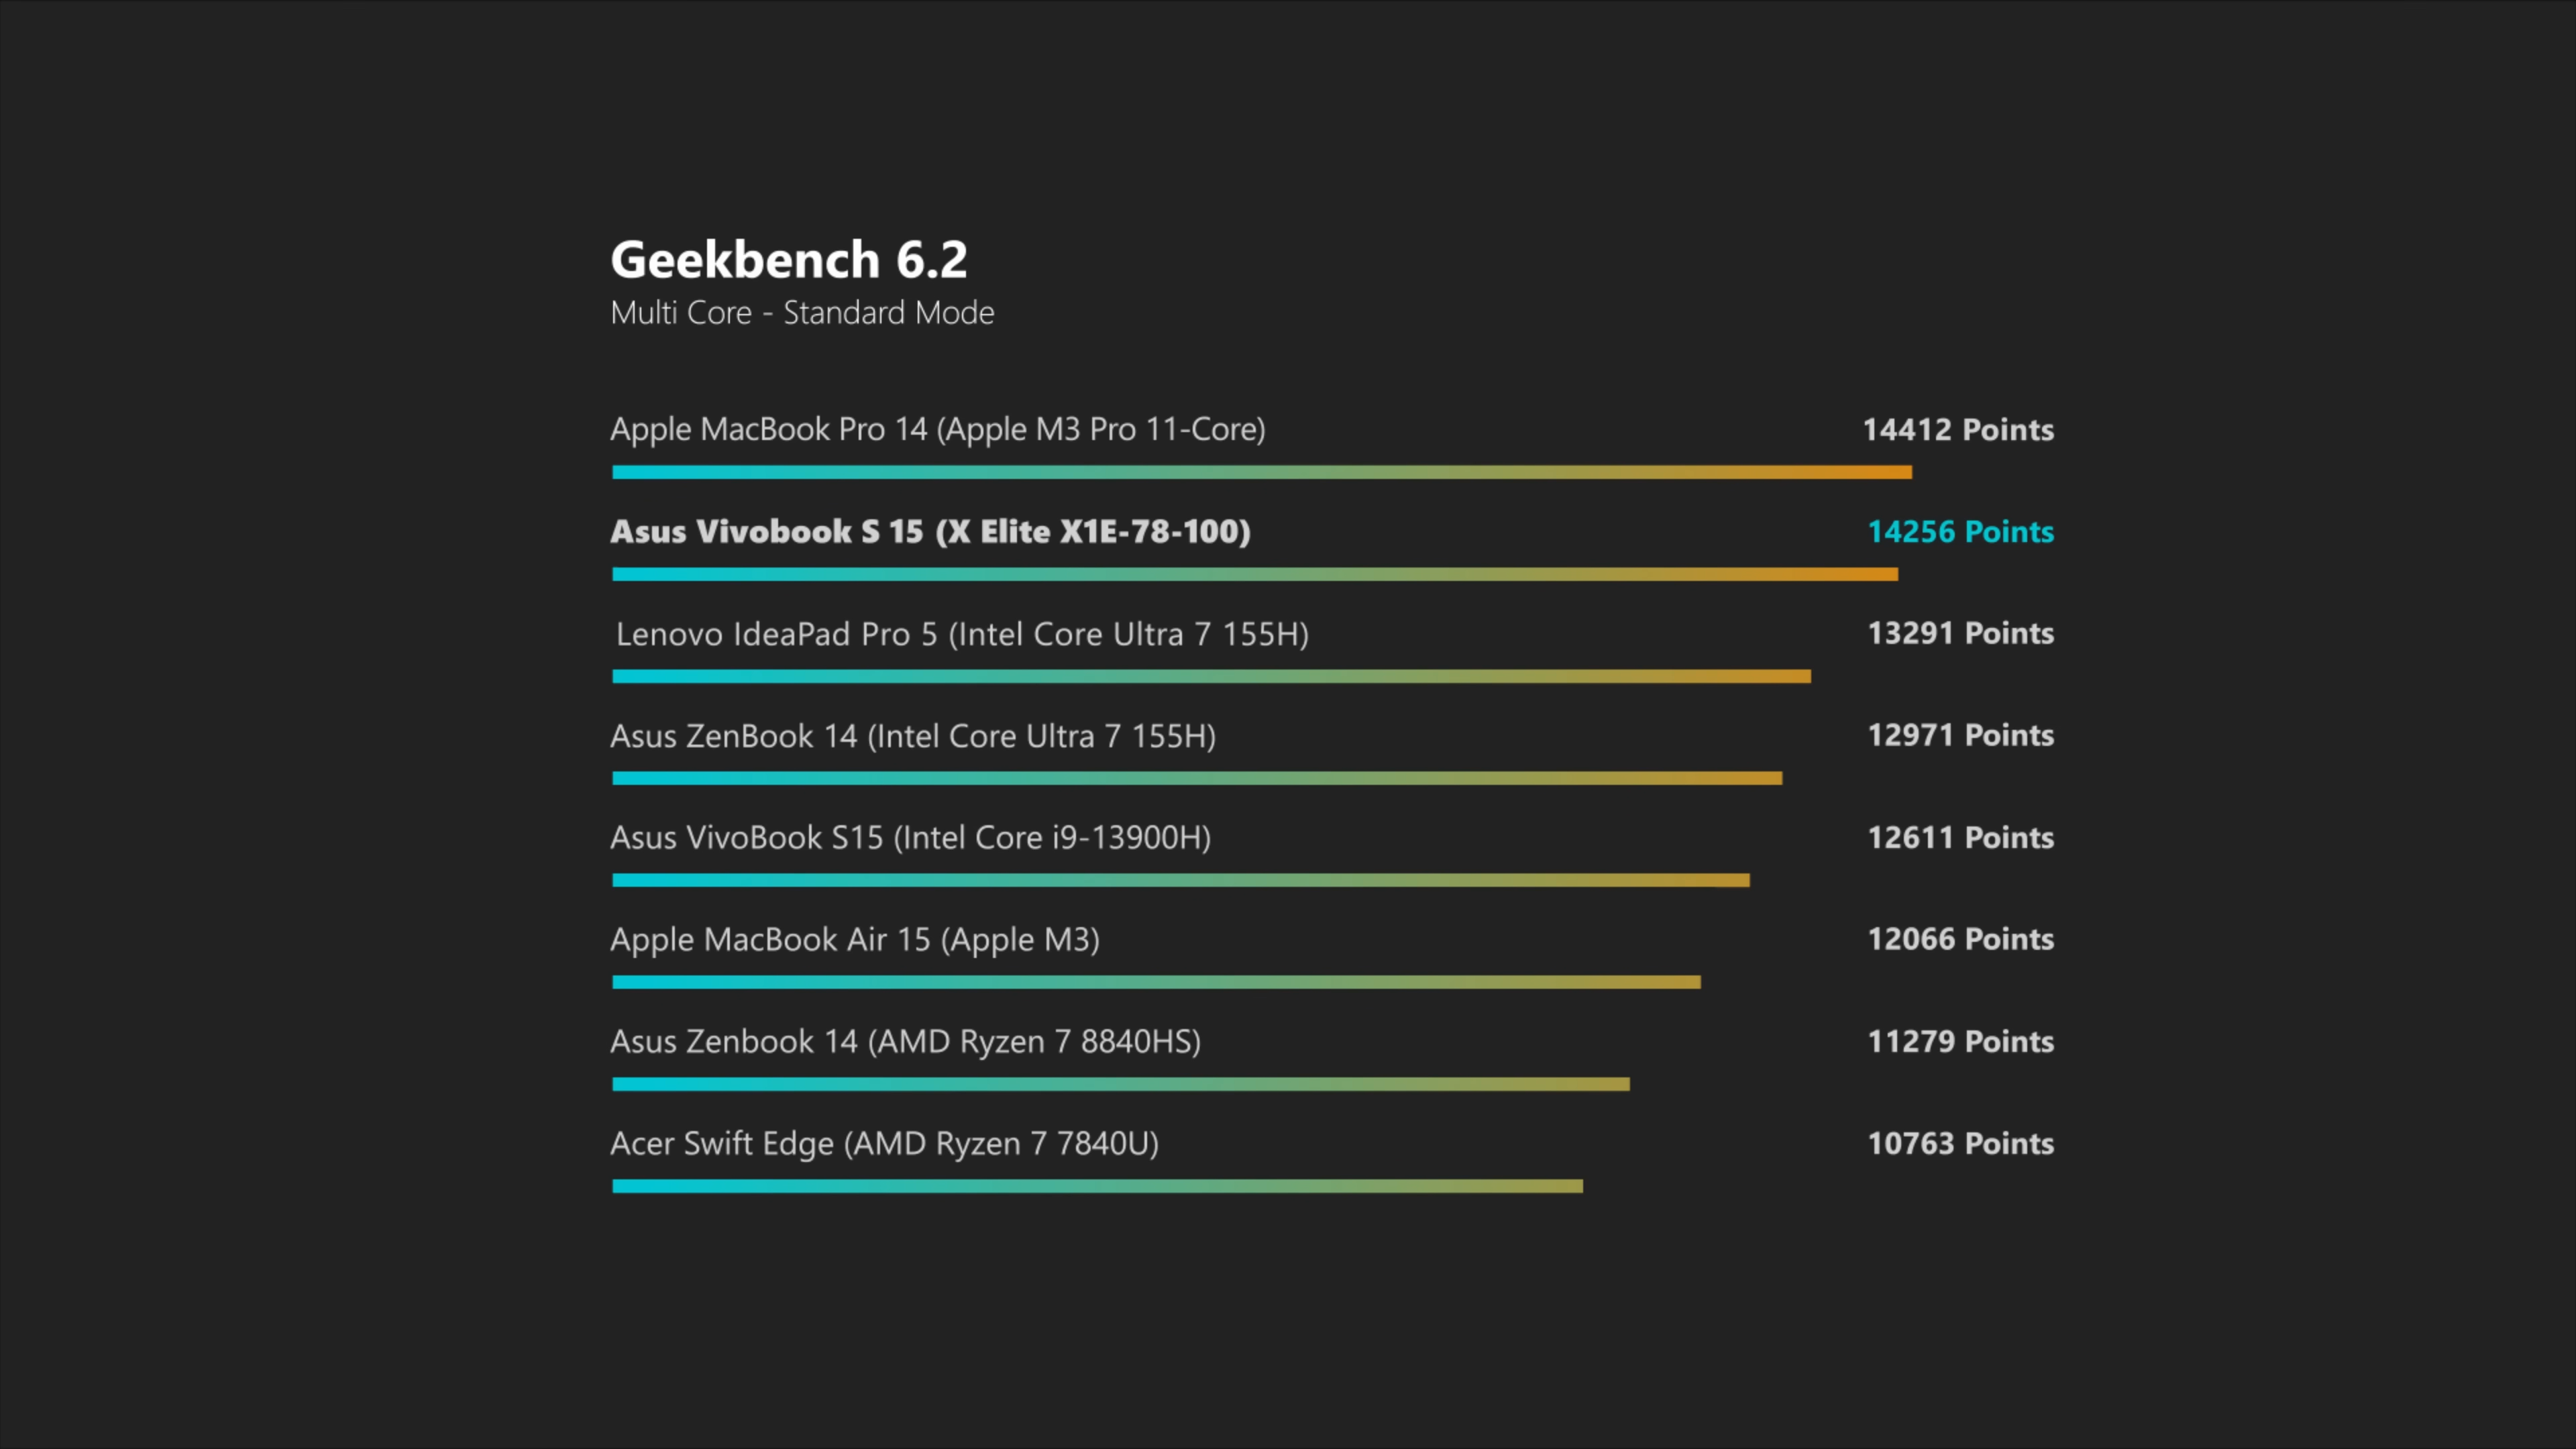 Geekbench 6.2
Multi Core - Standard Mode
Apple MacBook Pro 14 (Apple M3 Pro 11-Core) 14412 Points
Asus Vivobook S 15 (X Elite X1E-78-100) 14256 Points
Lenovo IdeaPad Pro 5 (Intel Core Ultra 7 155H) 13291 Points
Asus ZenBook 14 (Intel Core Ultra 7 155H) 12971 Points
Asus VivoBook S15 (Intel Core i9-13900H) 12611 Points
Apple MacBook Air 15 (Apple M3) 12066 Points
Asus Zenbook 14 (AMD Ryzen 7 8840HS) 11279 Points
Acer Swift Edge (AMD Ryzen 7 7840U) 10763 Points